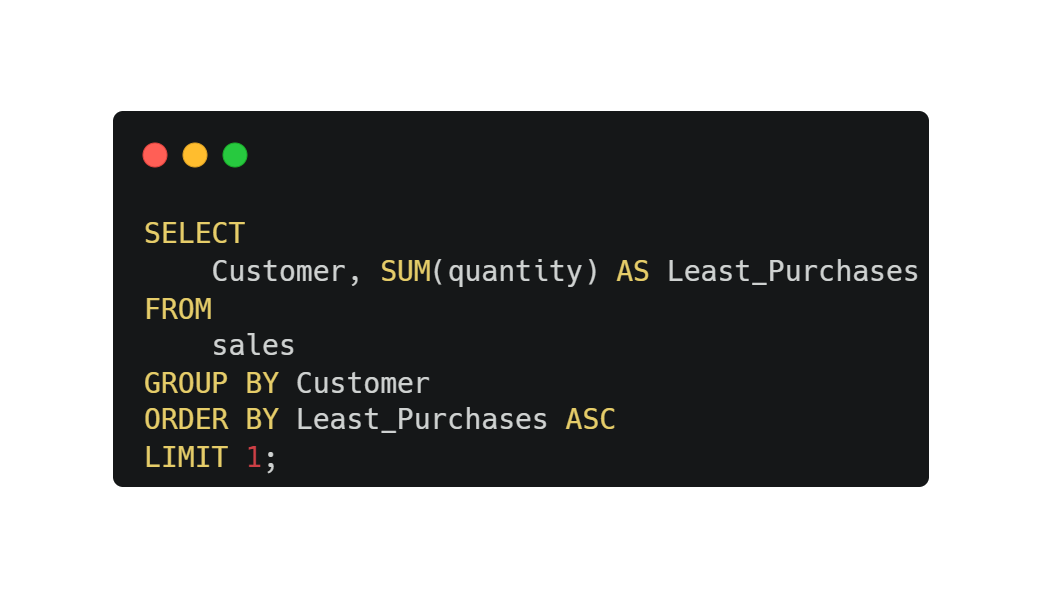 SELECT
    Customer, SUM(quantity) AS Least_Purchases
FROM
    sales
GROUP BY Customer
ORDER BY Least_Purchases ASC
LIMIT 1;